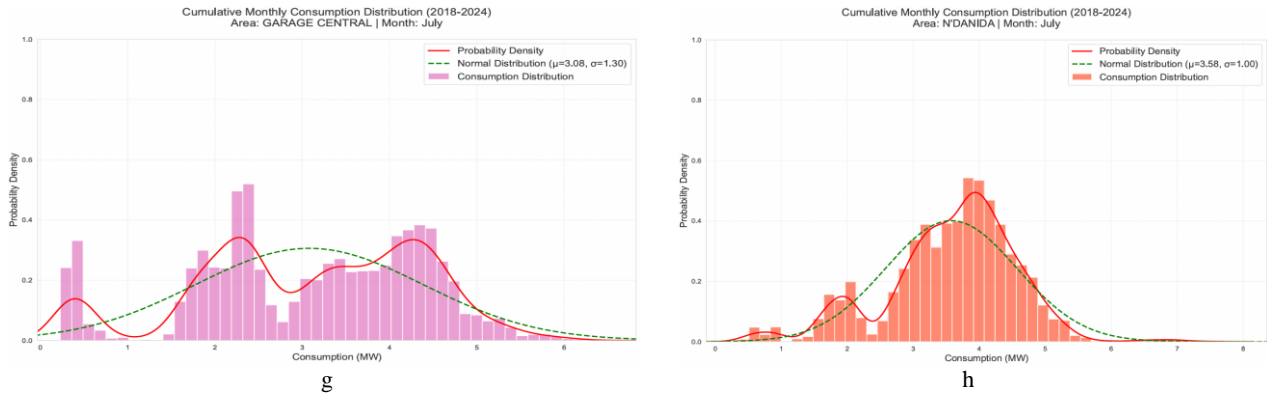 Cumulative Monthly Consumption Distribution (2018-2024)
Area: GARAGE CENTRAL | Month: July
1.0
0.8
0.6
0.4
0.2
0.0
Probability Density
Probability Density
Normal Distribution (μ=3.08, σ=1.30)
Consumption Distribution
0
1
2
3
4
5
6
Consumption (MW)
g
Cumulative Monthly Consumption Distribution (2018-2024)
Area: N'DANIDA | Month: July
1.0
0.8
0.6
0.4
0.2
0.0
Probability Density
Probability Density
Normal Distribution (μ=3.58, σ=1.00)
Consumption Distribution
0
1
2
3
4
5
6
7
8
Consumption (MW)
h